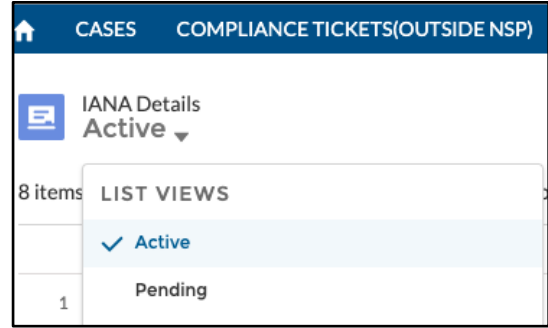 CASES COMPLIANCE TICKETS(OUTSIDE NSP)
IANA Details
Active
8 items
LIST VIEWS
Active
Pending
1